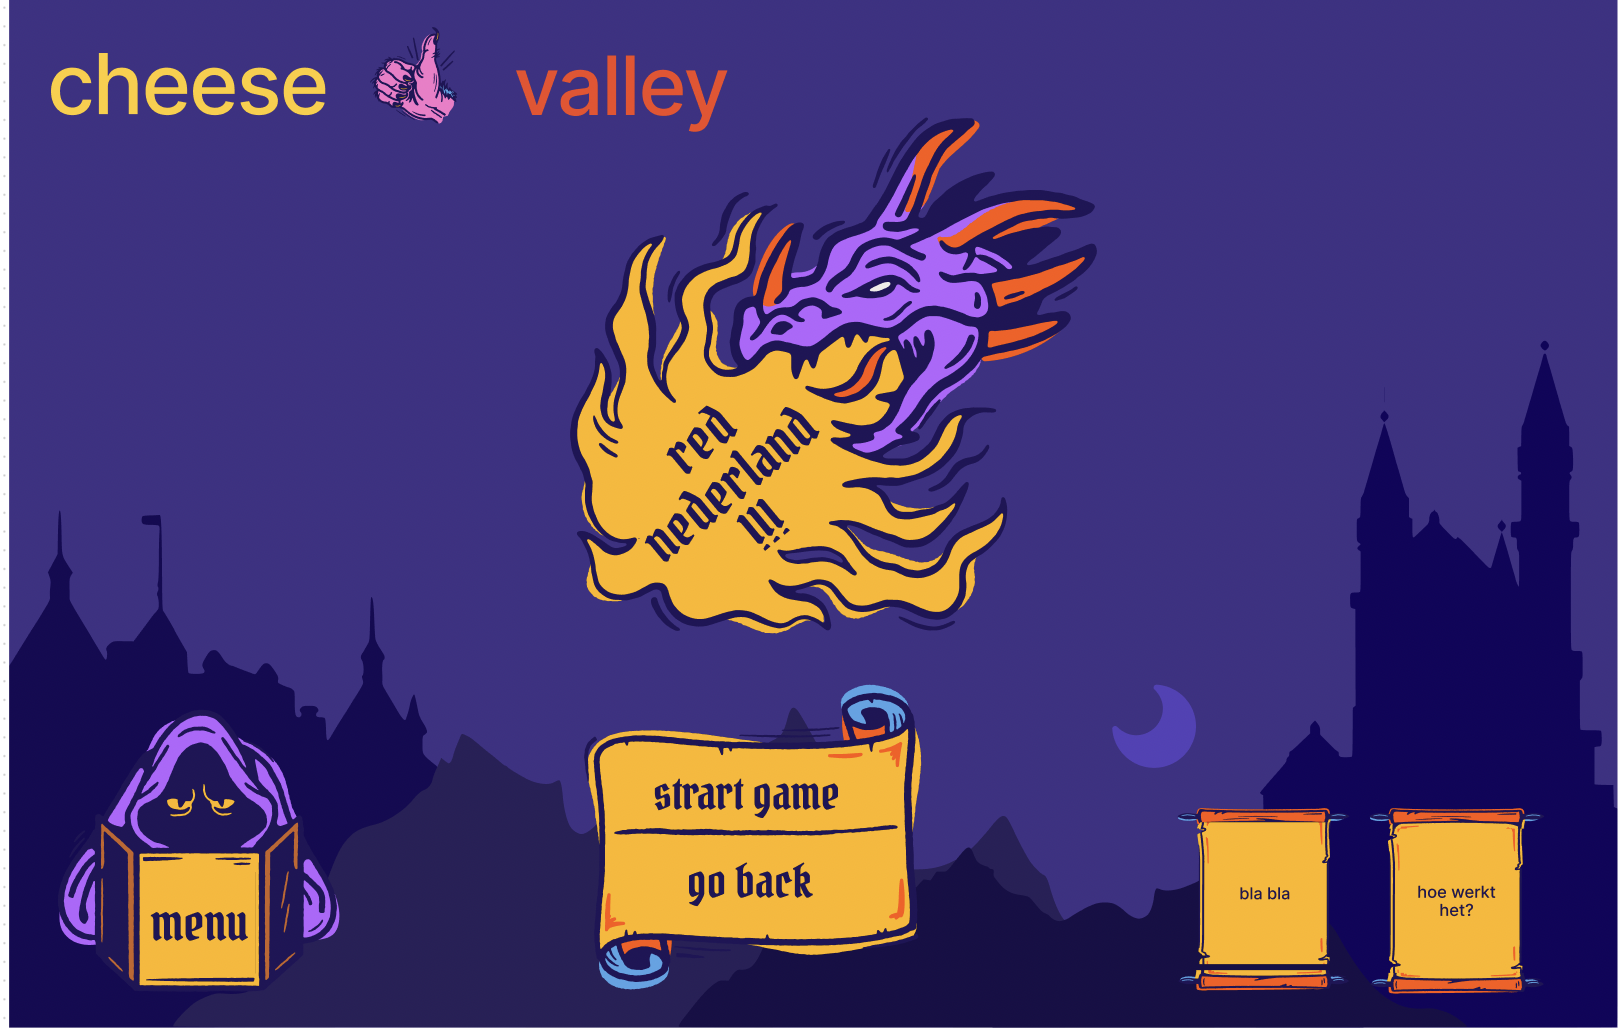 cheese valley
red
nederland
!!!
strart game
go back
menu
bla bla
hoe werkt
het?